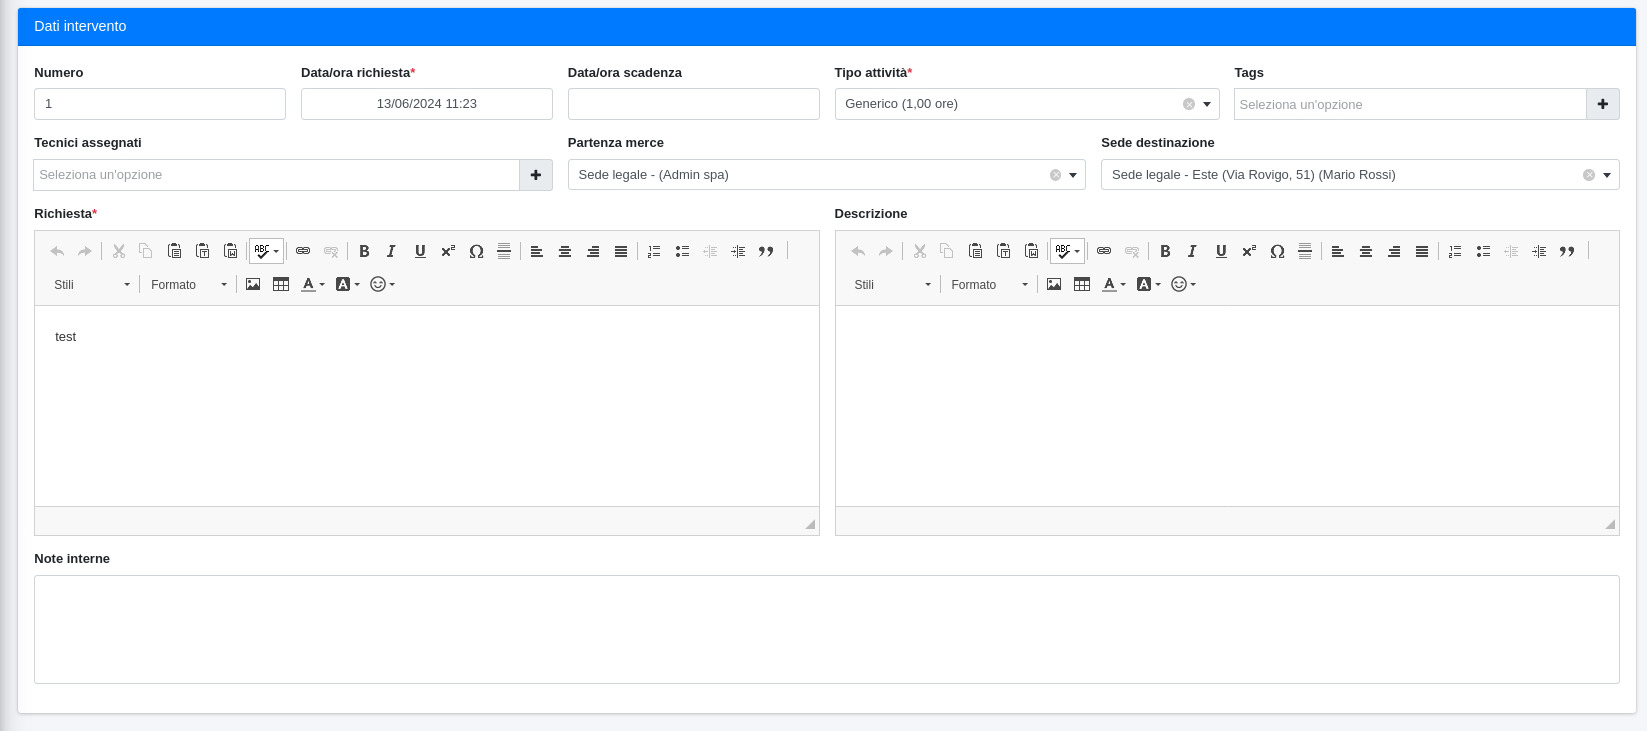 Dati intervento
Numero
Data/ora richiesta*
Data/ora scadenza
Tipo attività*
Tags
1
13/06/2024 11:23
Generico (1,00 ore)
Seleziona un'opzione
Tecnici assegnati
Partenza merce
Sede destinazione
Seleziona un'opzione
Sede legale - (Admin spa)
Sede legale - Este (Via Rovigo, 51) (Mario Rossi)
Richiesta*
Descrizione
Stili
Formato
Stili
Formato
test
Note interne